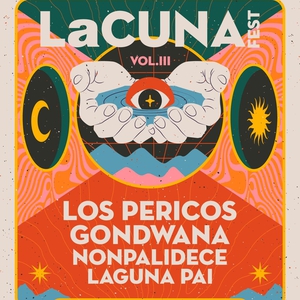 LaCUNA FEST
VOL.III
LOS PERICOS
GONDWANA
NONPALIDECE
LAGUNA PAI